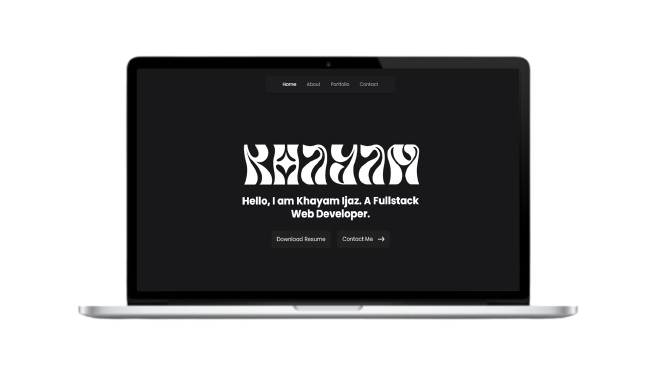 Home About Portfolio Contact
KHAYAM
Hello, I am Khayam Ijaz. A Fullstack
Web Developer.
Download Resume Contact Me →